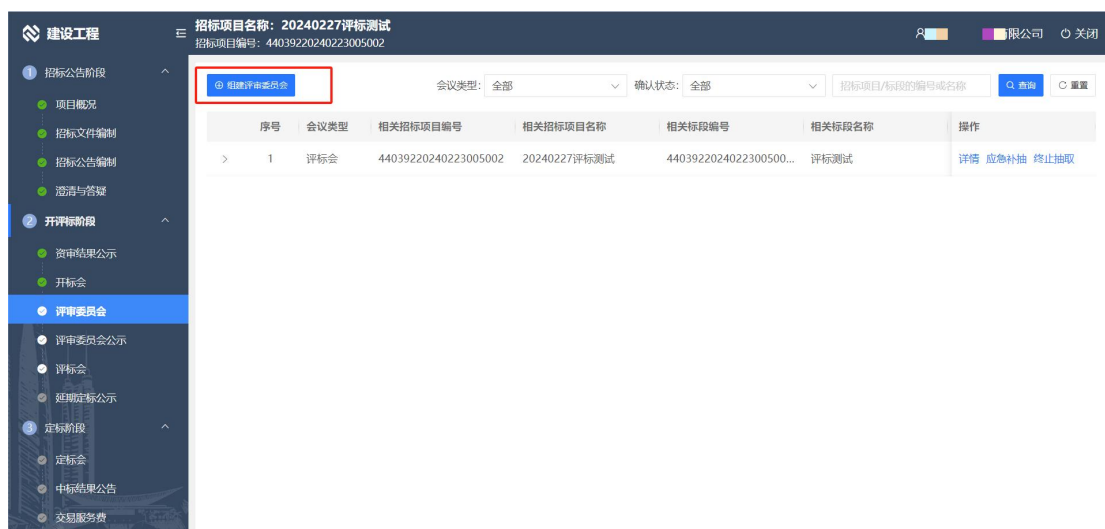 建设工程
招标项目名称：20240227评标测试
招标项目编号：44039220240223005002
有限公司
关闭
1 招标公告阶段
项目概况
招标文件编制
招标公告编制
澄清与答疑
2 开评标阶段
资审结果公示
开标会
评审委员会
评审委员会公示
评标会
延期定标公示
3 定标阶段
定标会
中标结果公告
交易服务费
组建评审委员会
会议类型： 全部
确认状态： 全部
招标项目/标段的编号或名称
查询
重置
序号 会议类型 相关招标项目编号 相关招标项目名称 相关标段编号 相关标段名称 操作
1 评标会 44039220240223005002 20240227评标测试 4403922024022300500... 评标测试 详情 应急补抽 终止抽取